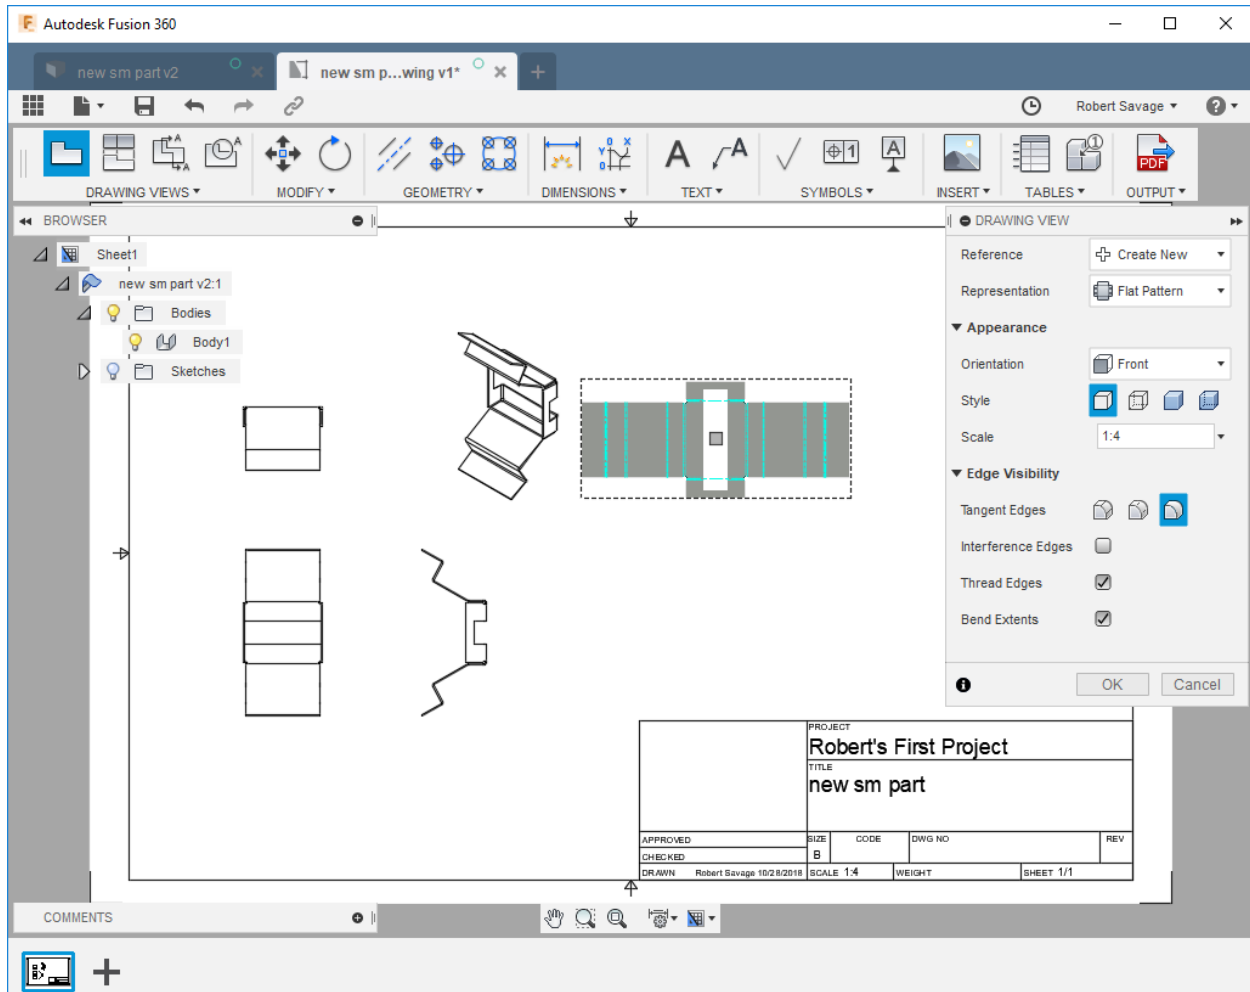 Autodesk Fusion 360
new sm part v2
new sm p...wing v1*
Robert Savage
DRAWING VIEWS
MODIFY
GEOMETRY
DIMENSIONS
TEXT
SYMBOLS
INSERT
TABLES
OUTPUT
PDF
BROWSER
Sheet1
new sm part v2:1
Bodies
Body1
Sketches
DRAWING VIEW
Reference Create New
Representation Flat Pattern
Appearance
Orientation Front
Style
Scale 1:4
Edge Visibility
Tangent Edges
Interference Edges
Thread Edges
Bend Extents
OK Cancel
PROJECT
Robert's First Project
TITLE
new sm part
APPROVED
CHECKED
DRAWN Robert Savage 10/28/2018
SIZE CODE DWG NO REV
B
SCALE 1:4 WEIGHT SHEET 1/1
COMMENTS